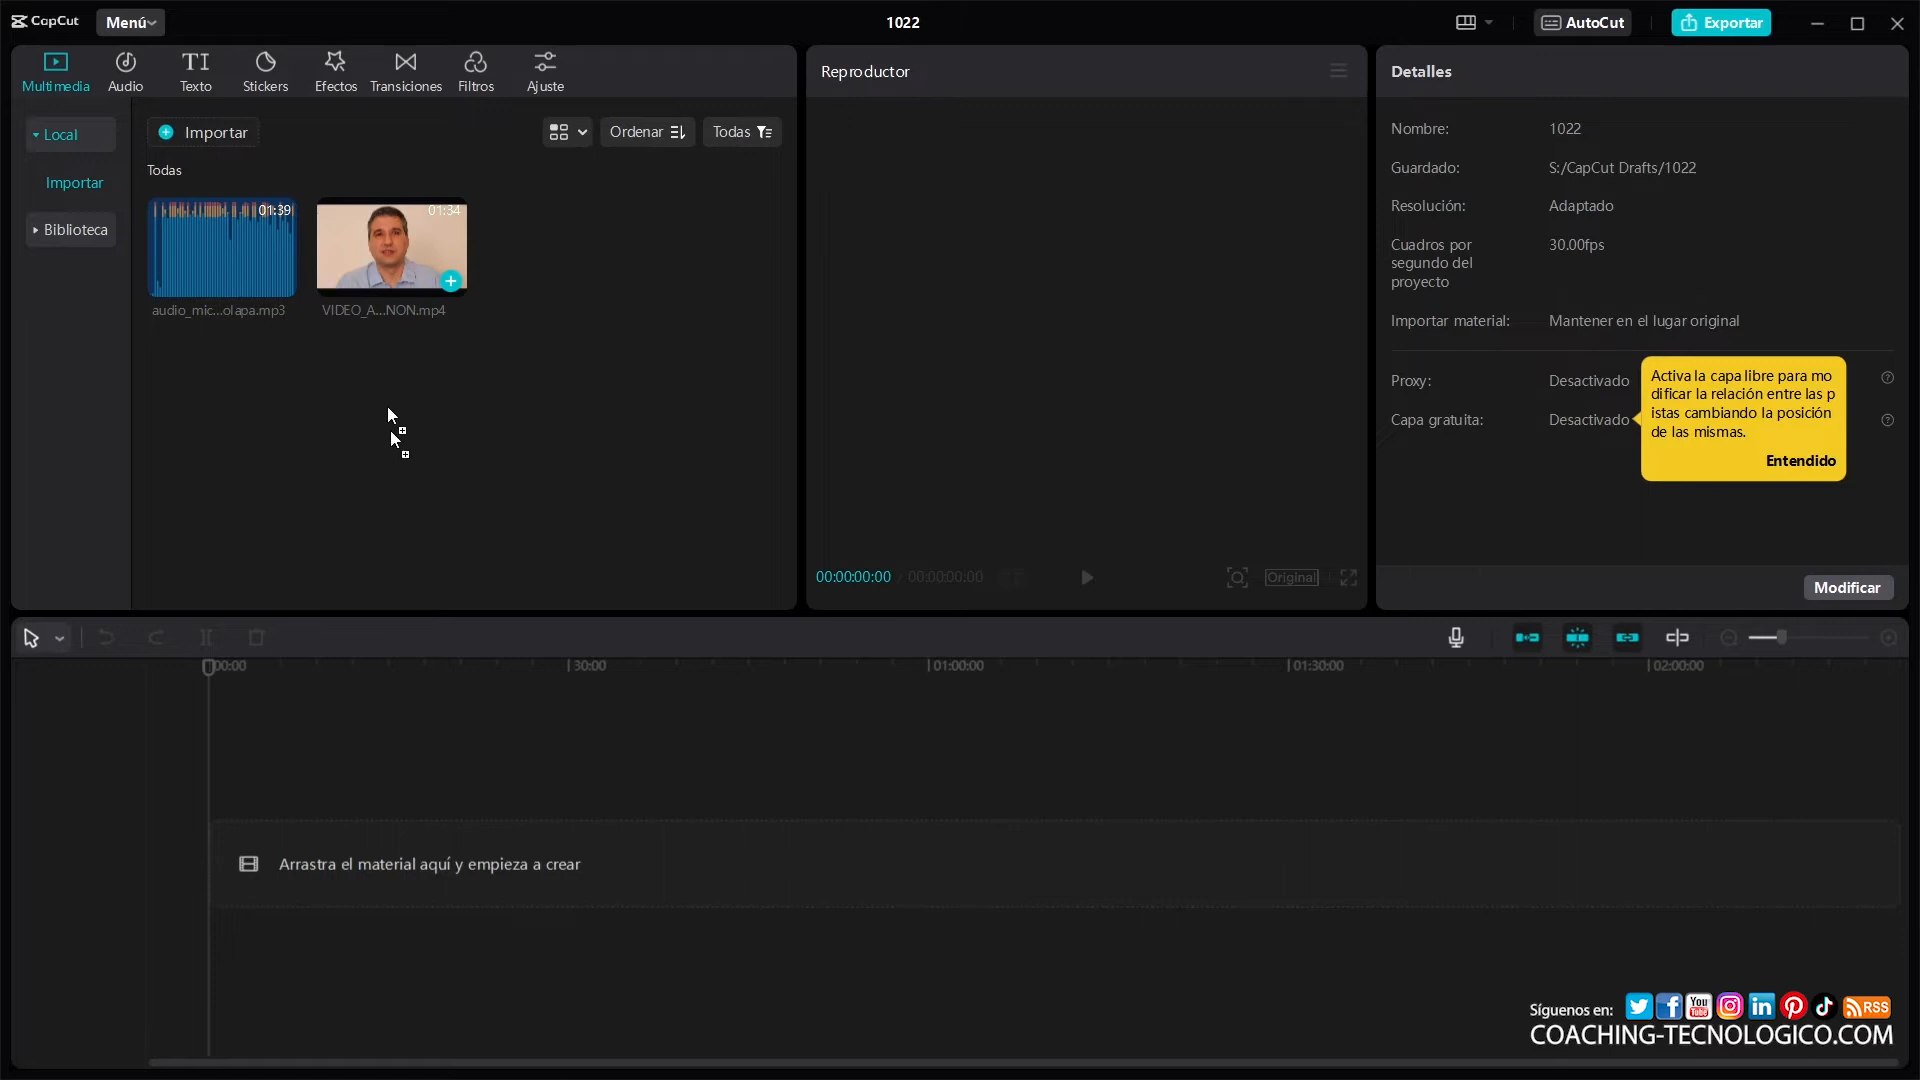 CapCut
Menú
1022
AutoCut
Exportar
Multimedia
Audio
Texto
Stickers
Efectos
Transiciones
Filtros
Ajuste
Local
Importar
Biblioteca
Importar
Ordenar
Todas
Todas
01:39
audio_mic...olapa.mp3
01:34
VIDEO_A...NON.mp4
Reproductor
00:00:00:00 / 00:00:00:00
Original
Detalles
Nombre: 1022
Guardado: S:/CapCut Drafts/1022
Resolución: Adaptado
Cuadros por 30.00fps
segundo del
proyecto
Importar material: Mantener en el lugar original
Proxy: Desactivado
Capa gratuita: Desactivado
Activa la capa libre para mo
dificar la relación entre las p
istas cambiando la posición
de las mismas.
Entendido
Modificar
00:00
30:00
01:00:00
01:30:00
02:00:00
Arrastra el material aquí y empieza a crear
Síguenos en:
You
Tube
in
RSS
COACHING-TECNOLOGICO.COM